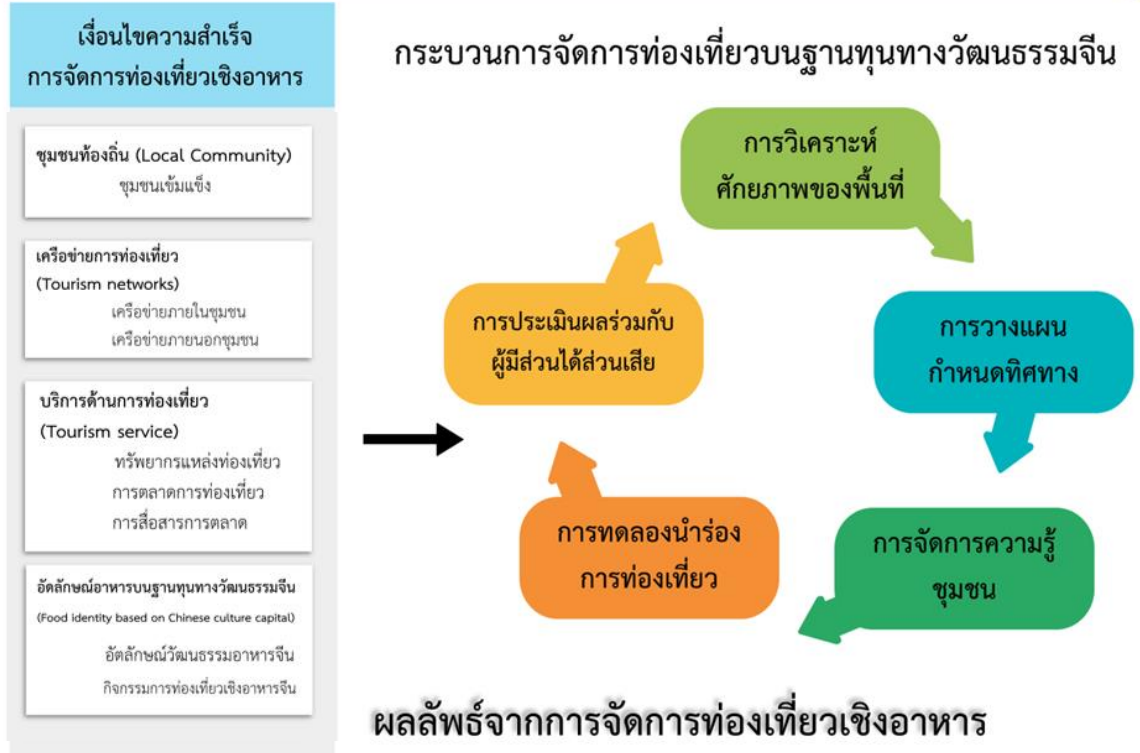 เงื่อนไขความสำเร็จ
การจัดการท่องเที่ยวเชิงอาหาร
ชุมชนท้องถิ่น (Local Community)
ชุมชนเข้มแข็ง
เครือข่ายการท่องเที่ยว
(Tourism networks)
เครือข่ายภายในชุมชน
เครือข่ายภายนอกชุมชน
บริการด้านการท่องเที่ยว
(Tourism service)
ทรัพยากรแหล่งท่องเที่ยว
การตลาดการท่องเที่ยว
การสื่อสารการตลาด
อัตลักษณ์อาหารบนฐานทุนทางวัฒนธรรมจีน
(Food identity based on Chinese culture capital)
อัตลักษณ์วัฒนธรรมอาหารจีน
กิจกรรมการท่องเที่ยวเชิงอาหารจีน
กระบวนการจัดการท่องเที่ยวบนฐานทุนทางวัฒนธรรมจีน
การวิเคราะห์
ศักยภาพของพื้นที่
การวางแผน
กำหนดทิศทาง
การจัดการความรู้
ชุมชน
การทดลองนำร่อง
การท่องเที่ยว
การประเมินผลร่วมกับ
ผู้มีส่วนได้ส่วนเสีย
ผลลัพธ์จากการจัดการท่องเที่ยวเชิงอาหาร